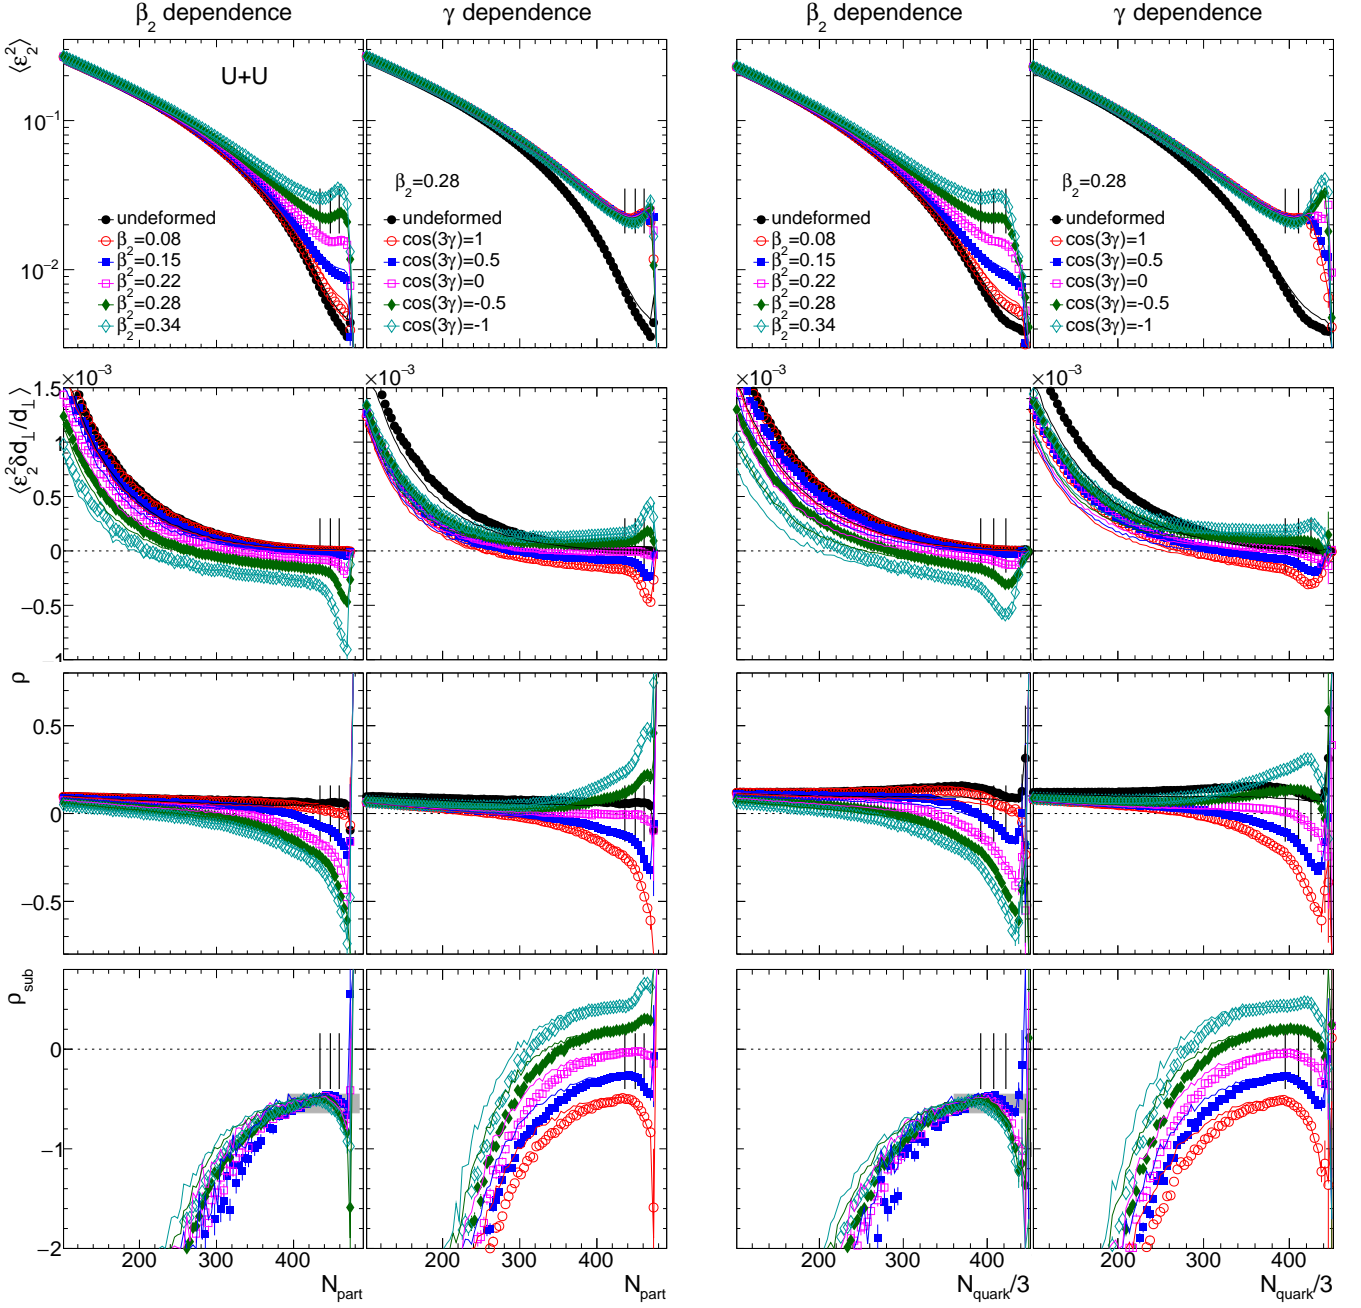 β₂ dependence
γ dependence
β₂ dependence
γ dependence
⟨ε₂²⟩
10⁻¹
10⁻²
U+U
undeformed
β₂=0.08
β₂=0.15
β₂=0.22
β₂=0.28
β₂=0.34
β₂=0.28
undeformed
cos(3γ)=1
cos(3γ)=0.5
cos(3γ)=0
cos(3γ)=-0.5
cos(3γ)=-1
undeformed
β₂=0.08
β₂=0.15
β₂=0.22
β₂=0.28
β₂=0.34
β₂=0.28
undeformed
cos(3γ)=1
cos(3γ)=0.5
cos(3γ)=0
cos(3γ)=-0.5
cos(3γ)=-1
×10⁻³
×10⁻³
×10⁻³
×10⁻³
⟨ε₂²δd⊥/d⊥⟩
1.5
1
0.5
0
−0.5
ρ
0.5
0
−0.5
ρsub
0
−1
−2
200 300 400
200 300 400
200 300 400
200 300 400
Npart
Npart
Nquark/3
Nquark/3